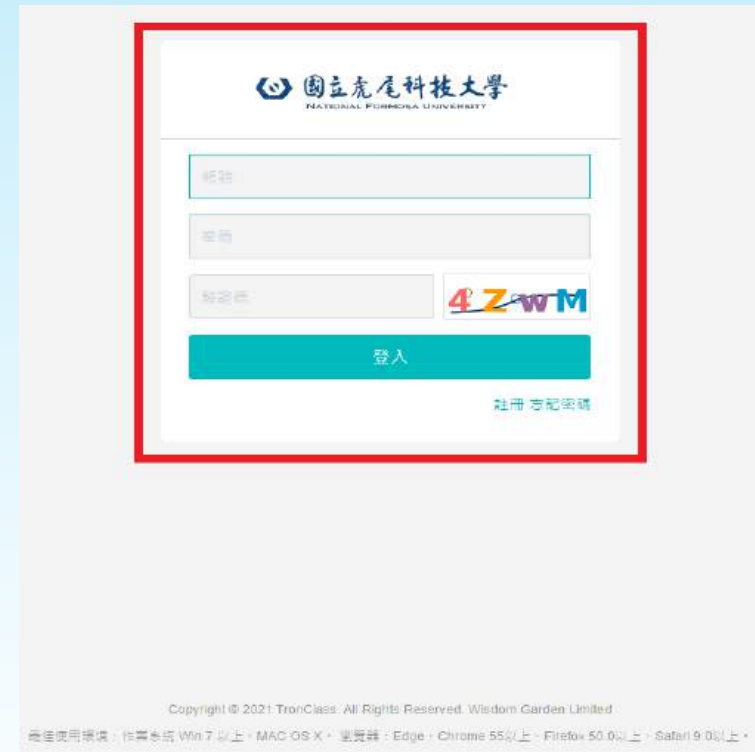 國立虎尾科技大學
NATIONAL FORMOSA UNIVERSITY
帳號
密碼
驗證碼
4ZwM
登入
註冊 忘記密碼
Copyright © 2021 TronClass. All Rights Reserved. Wisdom Garden Limited
最佳使用環境：作業系統 Win 7 以上、MAC OS X， 瀏覽器：Edge、Chrome 55以上、Firefox 50.0以上、Safari 9.0以上。